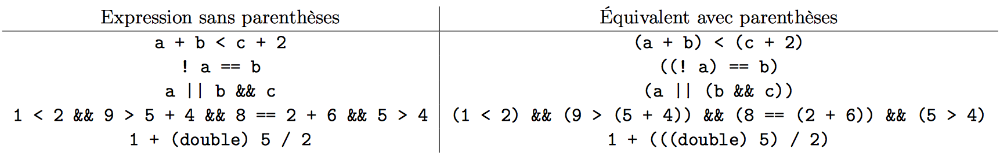 Expression sans parenthèses Équivalent avec parenthèses
a + b < c + 2 (a + b) < (c + 2)
! a == b ((! a) == b)
a || b && c (a || (b && c))
1 < 2 && 9 > 5 + 4 && 8 == 2 + 6 && 5 > 4 (1 < 2) && (9 > (5 + 4)) && (8 == (2 + 6)) && (5 > 4)
1 + (double) 5 / 2 1 + (((double) 5) / 2)